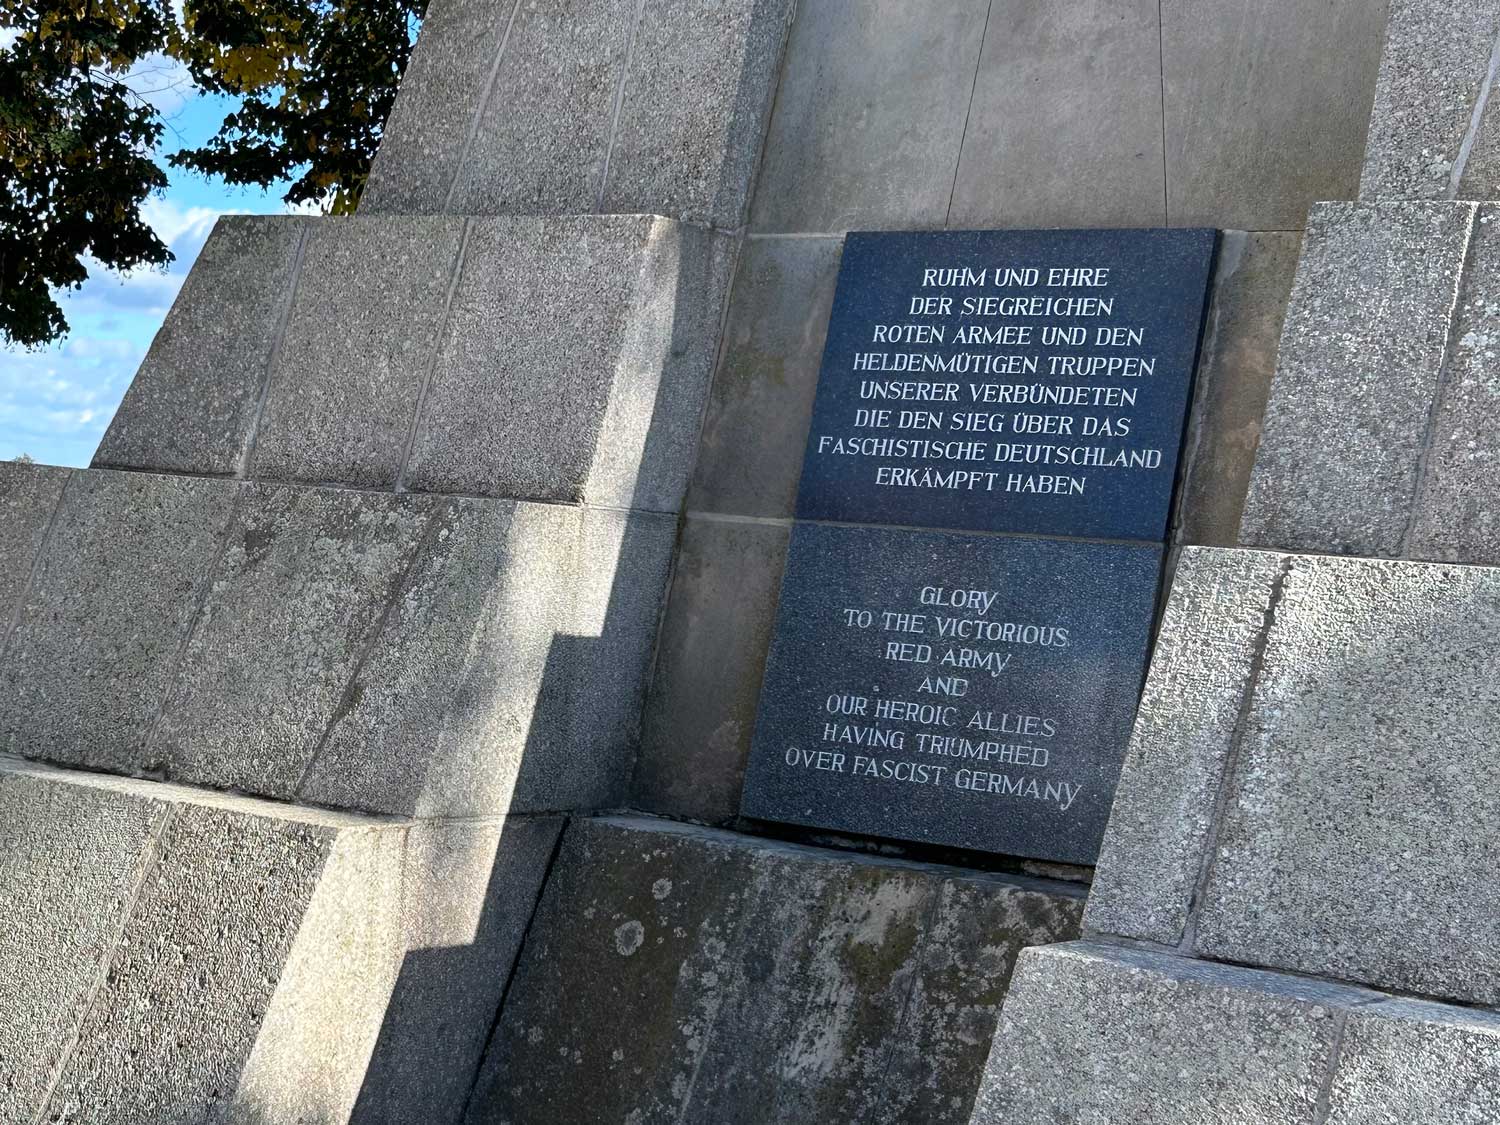 RUHM UND EHRE
DER SIEGREICHEN
ROTEN ARMEE UND DEN
HELDENMÜTIGEN TRUPPEN
UNSERER VERBÜNDETEN
DIE DEN SIEG ÜBER DAS
FASCHISTISCHE DEUTSCHLAND
ERKÄMPFT HABEN
GLORY
TO THE VICTORIOUS
RED ARMY
AND
OUR HEROIC ALLIES
HAVING TRIUMPHED
OVER FASCIST GERMANY